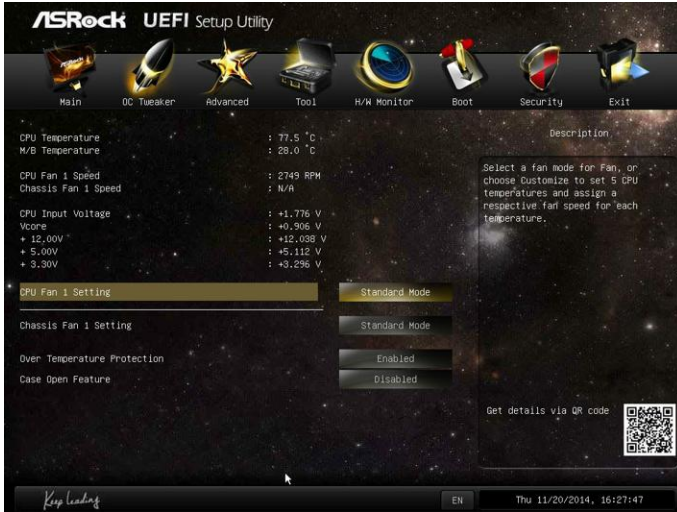 ASRock UEFI Setup Utility
Main OC Tweaker Advanced Tool H/W Monitor Boot Security Exit
Description
CPU Temperature : 77.5 °C
M/B Temperature : 28.0 °C
Select a fan mode for Fan, or
choose Customize to set 5 CPU
temperatures and assign a
respective fan speed for each
temperature.
CPU Fan 1 Speed : 2749 RPM
Chassis Fan 1 Speed : N/A
CPU Input Voltage : +1.776 V
Vcore : +0.906 V
+ 12.00V : +12.038 V
+ 5.00V : +5.112 V
+ 3.30V : +3.296 V
CPU Fan 1 Setting Standard Mode
Chassis Fan 1 Setting Standard Mode
Over Temperature Protection Enabled
Case Open Feature Disabled
Get details via QR code
Keep Leading
EN Thu 11/20/2014, 16:27:47